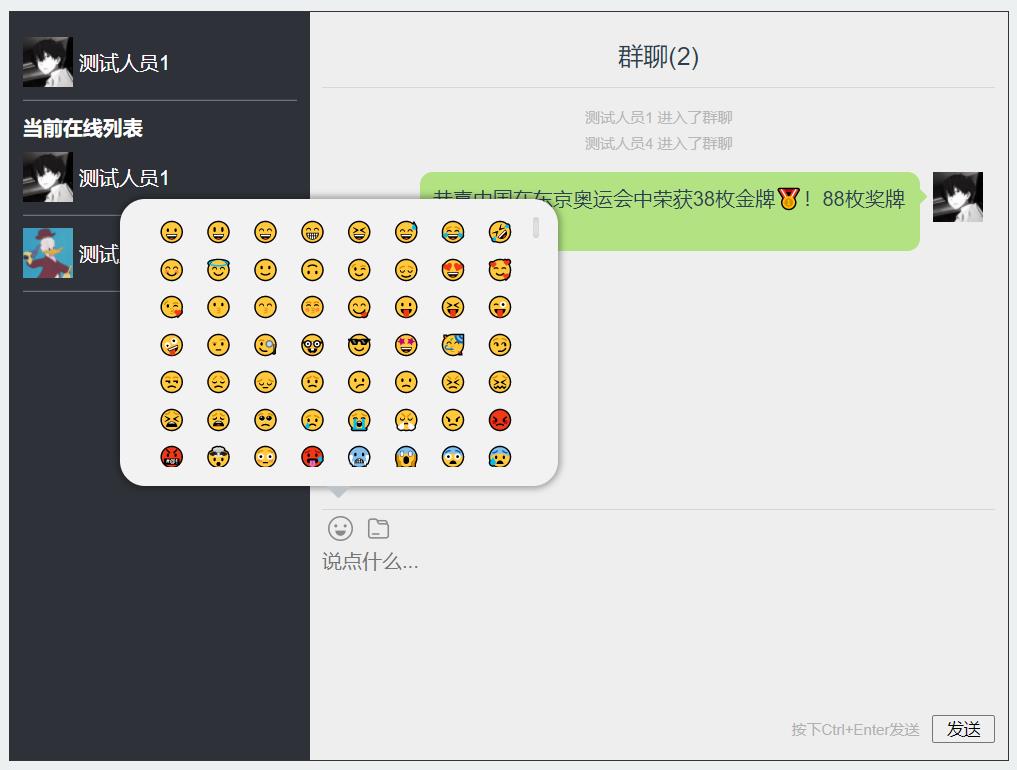 测试人员1
当前在线列表
测试人员1
测试
群聊(2)
测试人员1 进入了群聊
测试人员4 进入了群聊
恭喜中国在东京奥运会中荣获38枚金牌🏅！88枚奖牌
说点什么...
按下Ctrl+Enter发送
发送